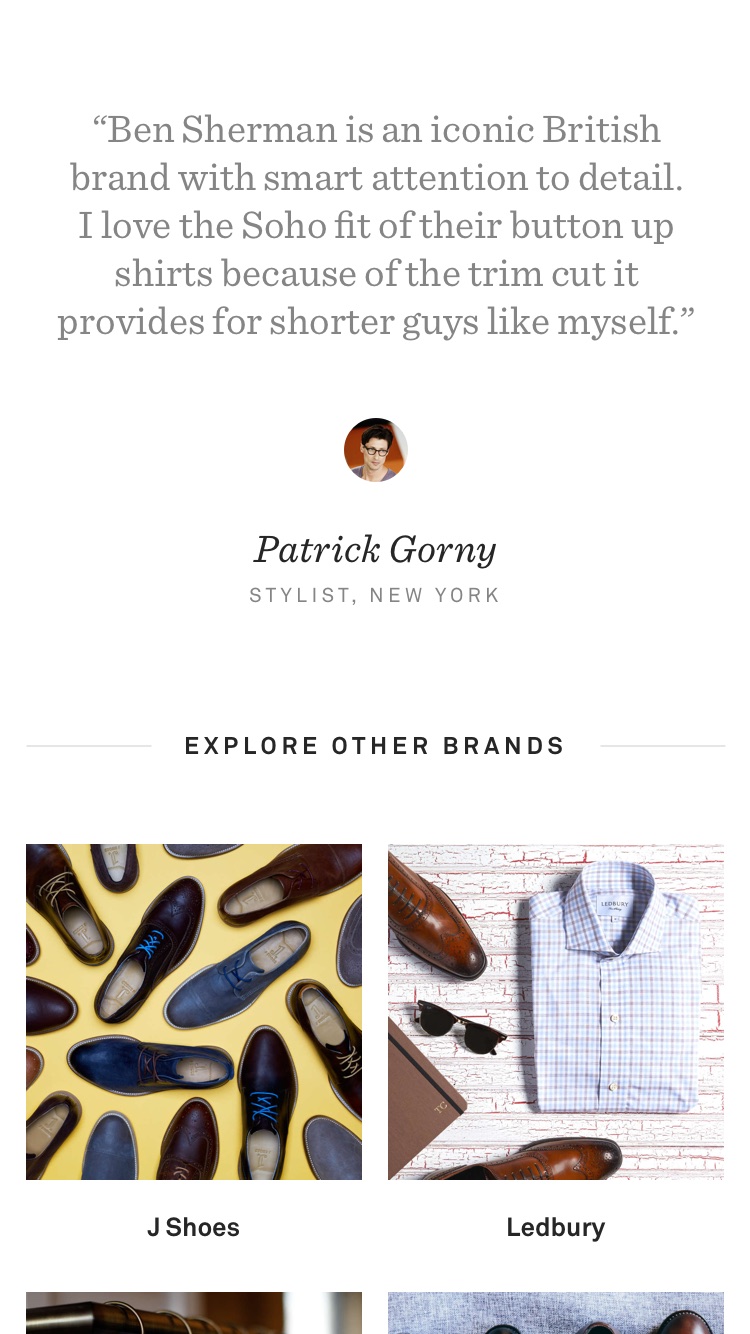 “Ben Sherman is an iconic British
brand with smart attention to detail.
I love the Soho fit of their button up
shirts because of the trim cut it
provides for shorter guys like myself.”
Patrick Gorny
STYLIST, NEW YORK
EXPLORE OTHER BRANDS
LEDBURY
TC
J Shoes
Ledbury